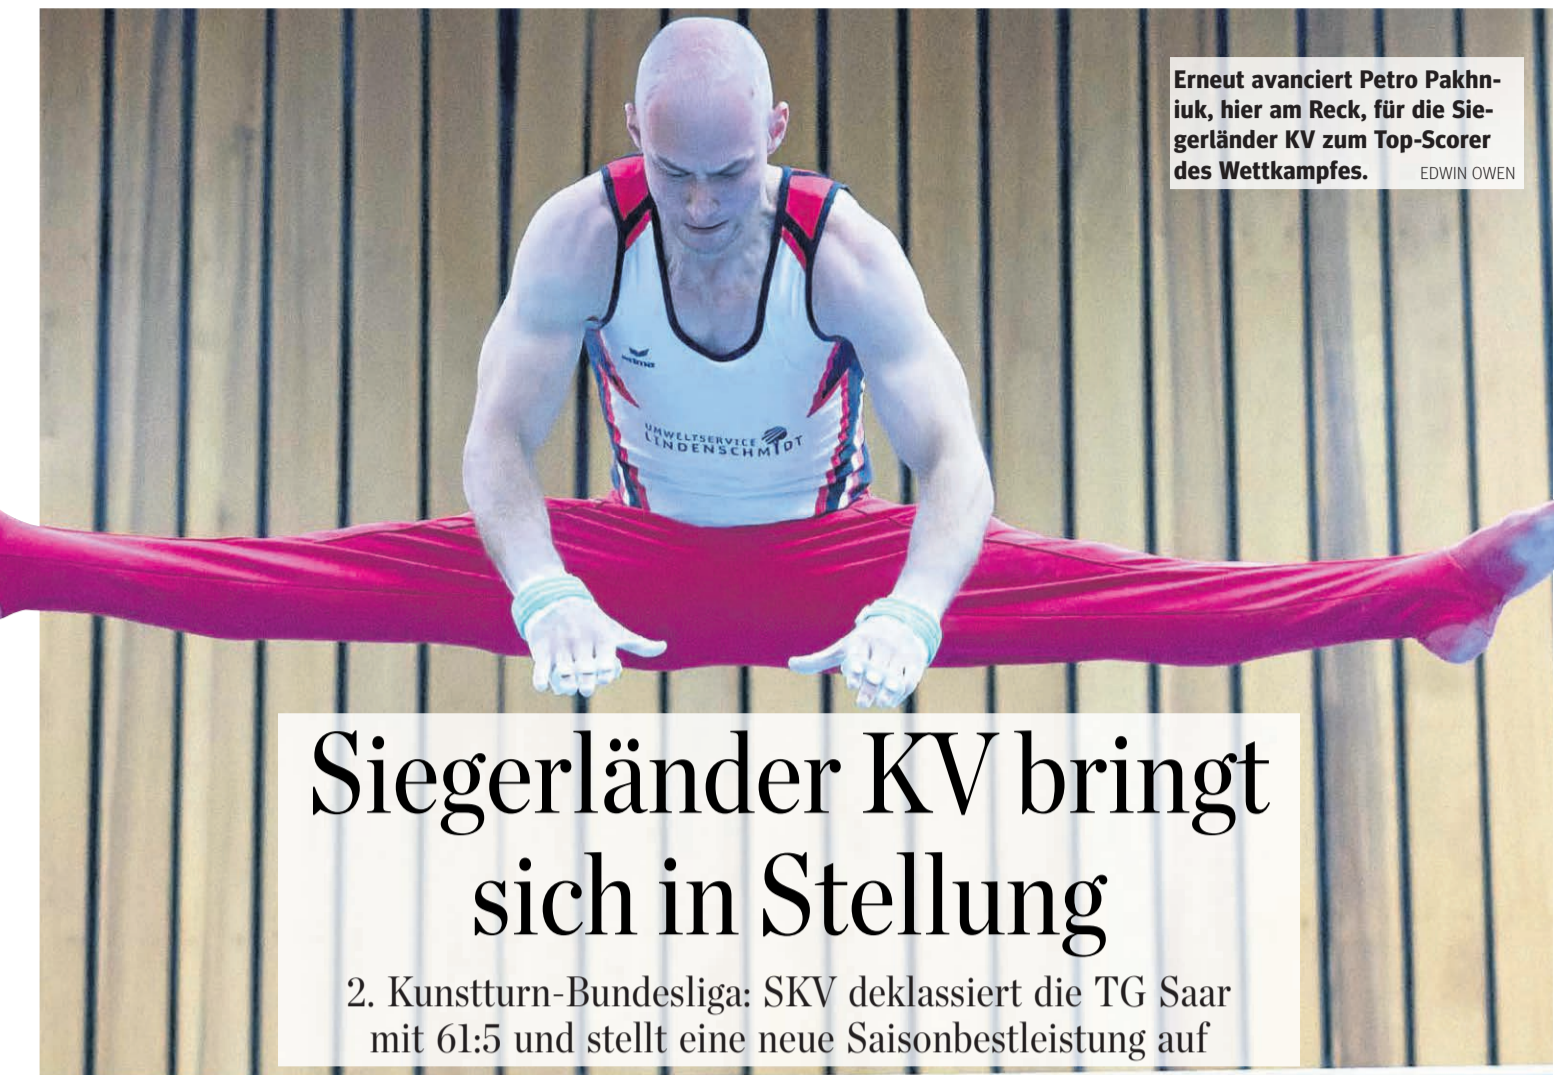 Erneut avanciert Petro Pakhn-
iuk, hier am Reck, für die Sie-
gerländer KV zum Top-Scorer
des Wettkampfes. EDWIN OWEN
erima
UMWELTSERVICE
LINDENSCHMIDT
Siegerländer KV bringt
sich in Stellung
2. Kunstturn-Bundesliga: SKV deklassiert die TG Saar
mit 61:5 und stellt eine neue Saisonbestleistung auf